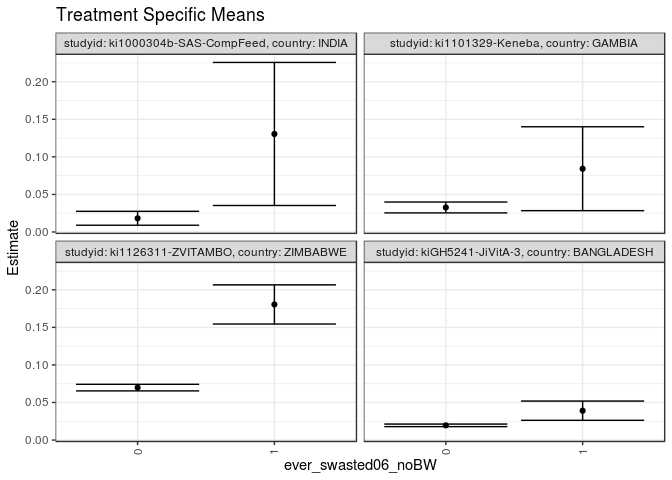 Treatment Specific Means
studyid: ki1000304b-SAS-CompFeed, country: INDIA
studyid: ki1101329-Keneba, country: GAMBIA
0.20
0.15
0.10
0.05
0.00
studyid: ki1126311-ZVITAMBO, country: ZIMBABWE
studyid: kiGH5241-JiVitA-3, country: BANGLADESH
0.20
0.15
0.10
0.05
0.00
Estimate
0
1
0
1
ever_swasted06_noBW